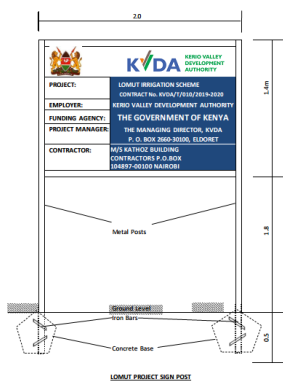 2.0
KVDA
KERIO VALLEY
DEVELOPMENT
AUTHORITY
PROJECT: LOMUT IRRIGATION SCHEME
CONTRACT No. KVDA/T/010/2019-2020
EMPLOYER: KERIO VALLEY DEVELOPMENT AUTHORITY
FUNDING AGENCY: THE GOVERNMENT OF KENYA
PROJECT MANAGER: THE MANAGING DIRECTOR, KVDA
P. O. BOX 2660-30100, ELDORET
CONTRACTOR: M/S KATHOZ BUILDING
CONTRACTORS P.O.BOX
104897-00100 NAIROBI
1.4m
Metal Posts
1.8
Ground Level
Iron Bars
Concrete Base
0.5
LOMUT PROJECT SIGN POST